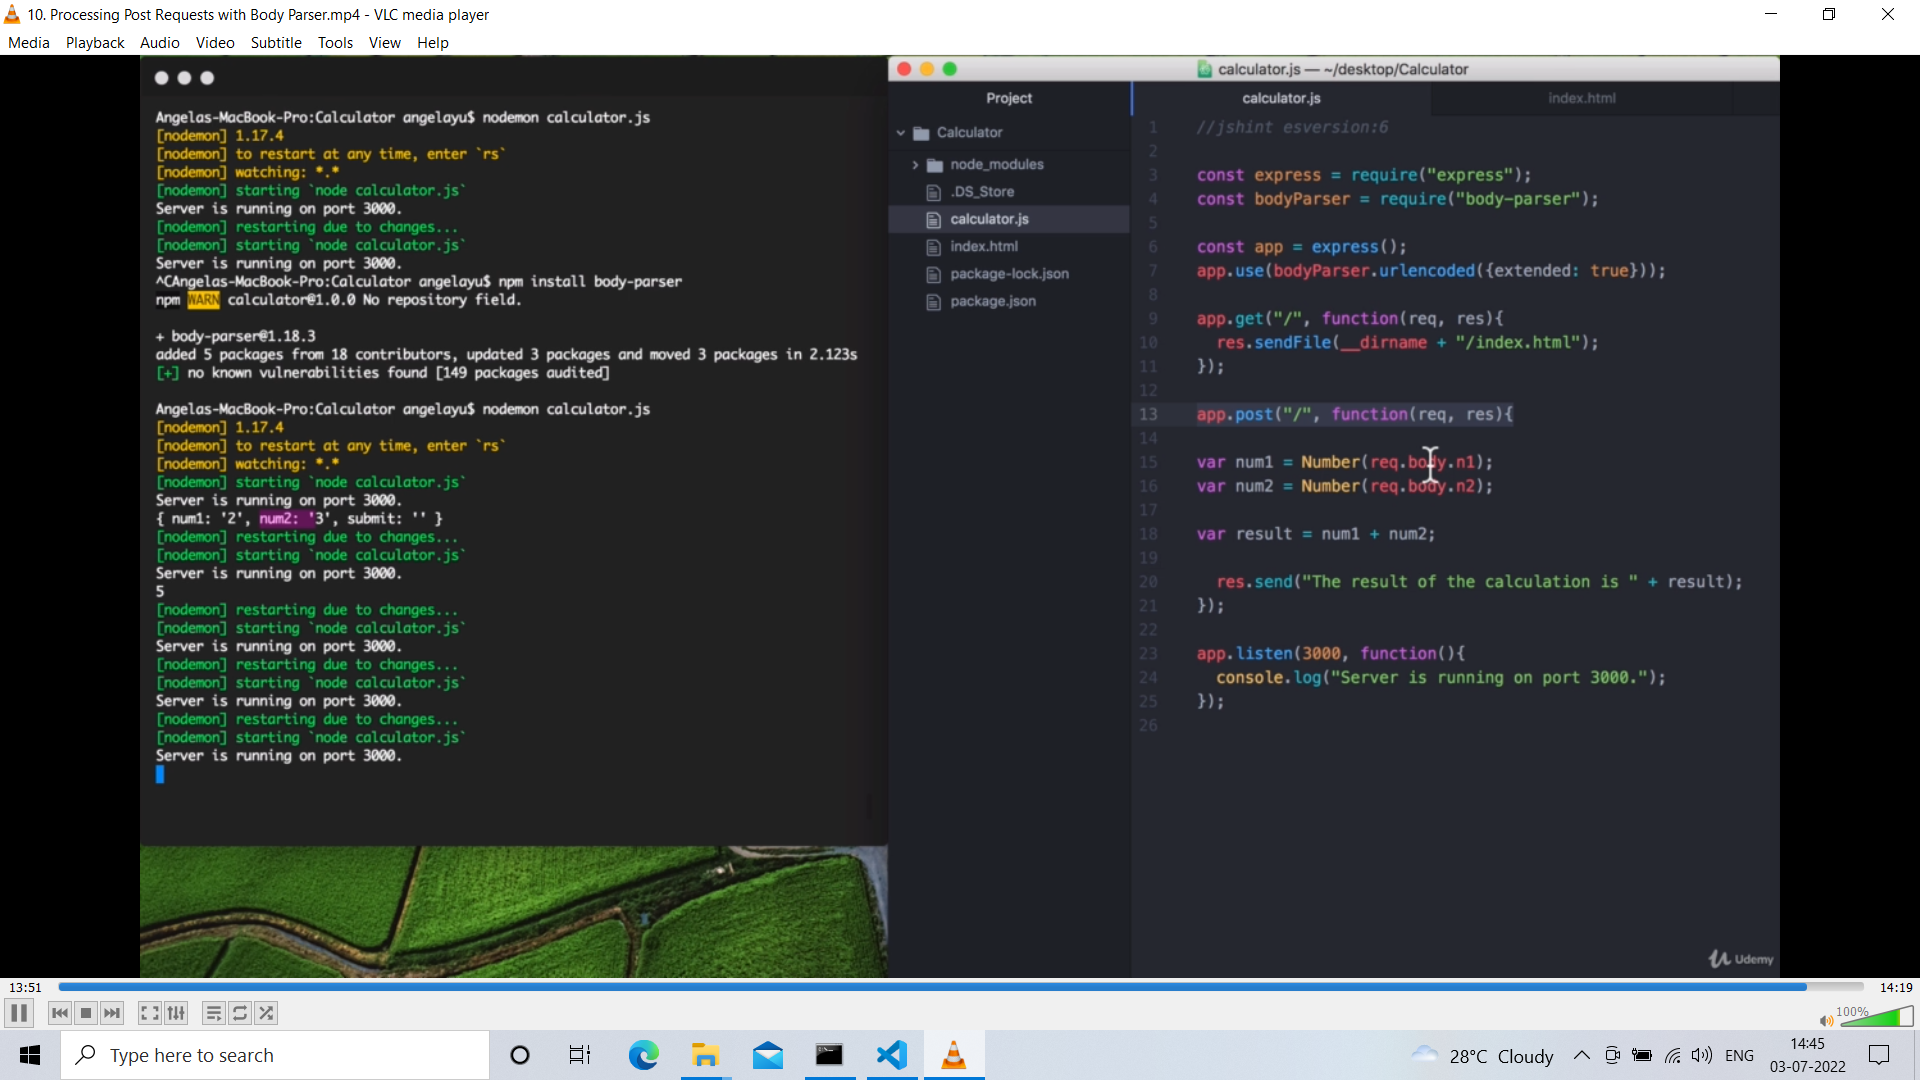 10. Processing Post Requests with Body Parser.mp4 - VLC media player
Media Playback Audio Video Subtitle Tools View Help
Angelas-MacBook-Pro:Calculator angelayu$ nodemon calculator.js
[nodemon] 1.17.4
[nodemon] to restart at any time, enter `rs`
[nodemon] watching: *.*
[nodemon] starting `node calculator.js`
Server is running on port 3000.
[nodemon] restarting due to changes...
[nodemon] starting `node calculator.js`
Server is running on port 3000.
^CAngelas-MacBook-Pro:Calculator angelayu$ npm install body-parser
npm WARN calculator@1.0.0 No repository field.
+ body-parser@1.18.3
added 5 packages from 18 contributors, updated 3 packages and moved 3 packages in 2.123s
[+] no known vulnerabilities found [149 packages audited]
Angelas-MacBook-Pro:Calculator angelayu$ nodemon calculator.js
[nodemon] 1.17.4
[nodemon] to restart at any time, enter `rs`
[nodemon] watching: *.*
[nodemon] starting `node calculator.js`
Server is running on port 3000.
{ num1: '2', num2: '3', submit: '' }
[nodemon] restarting due to changes...
[nodemon] starting `node calculator.js`
Server is running on port 3000.
5
[nodemon] restarting due to changes...
[nodemon] starting `node calculator.js`
Server is running on port 3000.
[nodemon] restarting due to changes...
[nodemon] starting `node calculator.js`
Server is running on port 3000.
[nodemon] restarting due to changes...
[nodemon] starting `node calculator.js`
Server is running on port 3000.
calculator.js — ~/desktop/Calculator
Project
Calculator
node_modules
.DS_Store
calculator.js
index.html
package-lock.json
package.json
calculator.js index.html
1 //jshint esversion:6
2
3 const express = require("express");
4 const bodyParser = require("body-parser");
5
6 const app = express();
7 app.use(bodyParser.urlencoded({extended: true}));
8
9 app.get("/", function(req, res){
10 res.sendFile(__dirname + "/index.html");
11 });
12
13 app.post("/", function(req, res){
14
15 var num1 = Number(req.body.n1);
16 var num2 = Number(req.body.n2);
17
18 var result = num1 + num2;
19
20 res.send("The result of the calculation is " + result);
21 });
22
23 app.listen(3000, function(){
24 console.log("Server is running on port 3000.");
25 });
26
Udemy
13:51 14:19
100%
Type here to search
28°C Cloudy
ENG
14:45
03-07-2022